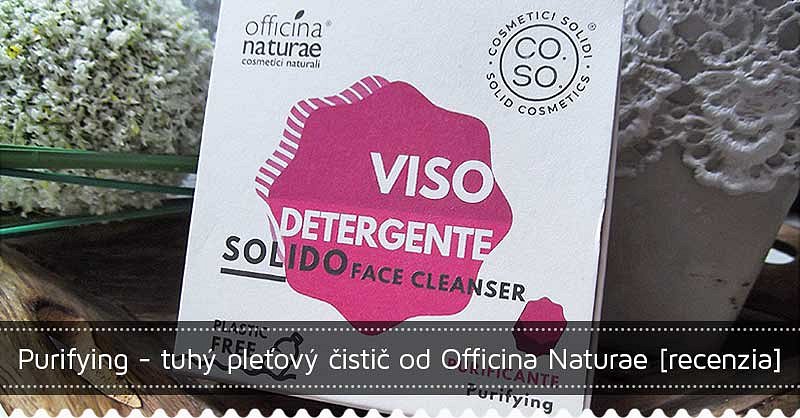 officina®
naturae
cosmetici naturali
COSMETICI SOLIDI ®
CO.
SO.
SOLID COSMETICS
VISO
DETERGENTE
SOLIDO FACE CLEANSER
PLASTIC
FREE
PURIFICANTE
Purifying
Purifying - tuhý pleťový čistič od Officina Naturae [recenzia]